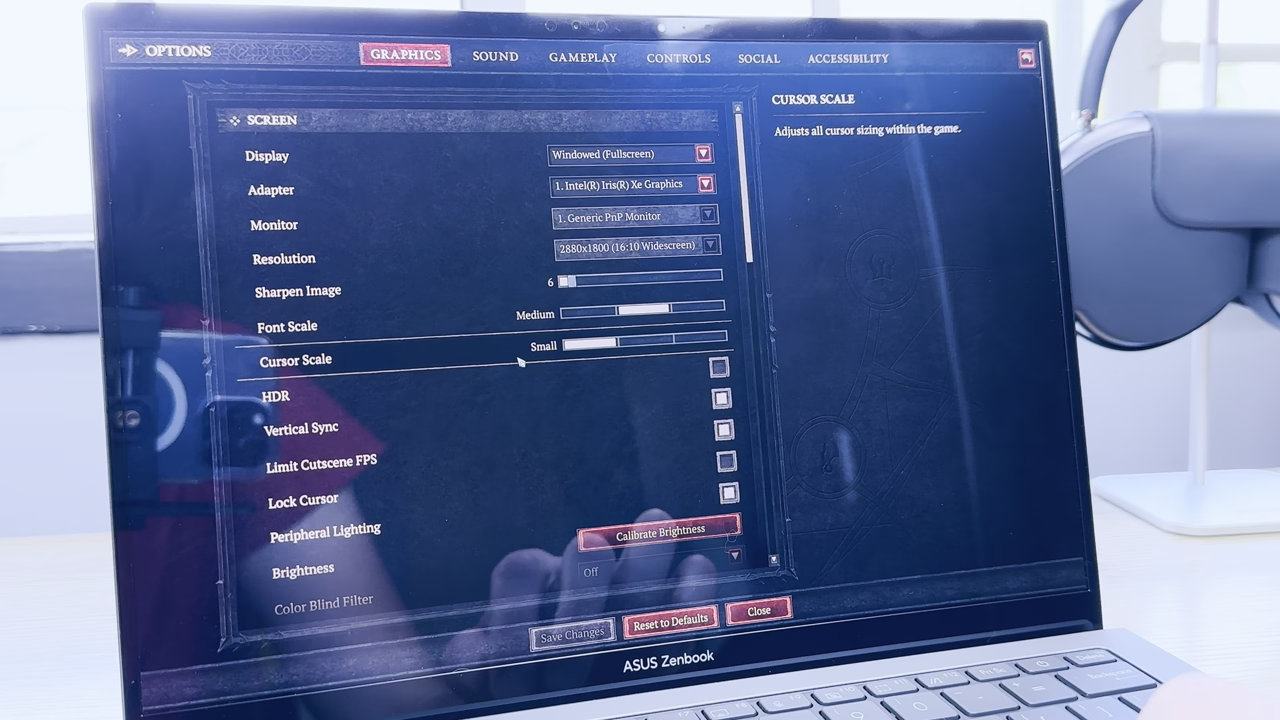 OPTIONS
GRAPHICS SOUND GAMEPLAY CONTROLS SOCIAL ACCESSIBILITY
SCREEN
Display Windowed (Fullscreen)
Adapter 1. Intel(R) Iris(R) Xe Graphics
Monitor 1. Generic PnP Monitor
Resolution 2880x1800 (16:10 Widescreen)
Sharpen Image 6
Font Scale Medium
Cursor Scale Small
HDR
Vertical Sync
Limit Cutscene FPS
Lock Cursor
Peripheral Lighting
Brightness Calibrate Brightness
Color Blind Filter Off
Save Changes Reset to Defaults Close
CURSOR SCALE
Adjusts all cursor sizing within the game.
ASUS Zenbook